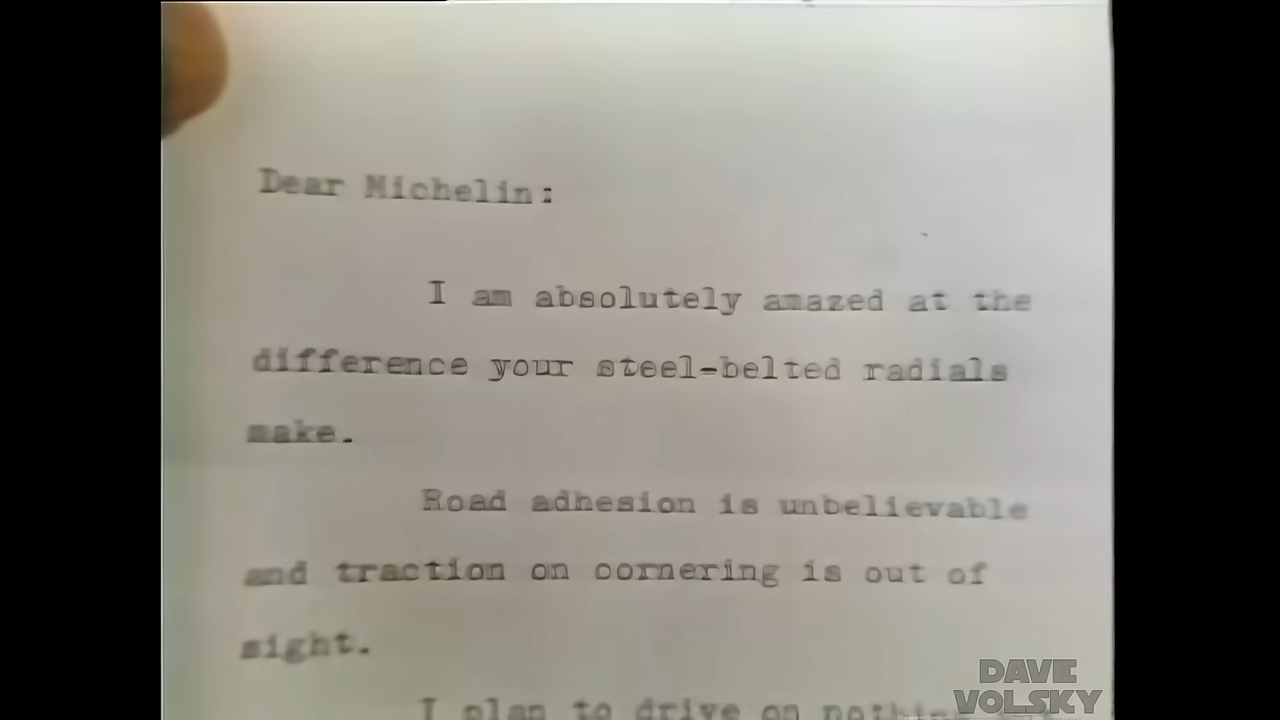 Dear Michelin:
I am absolutely amazed at the
difference your steel-belted radials
make.
Road adhesion is unbelievable
and traction on cornering is out of
sight.
I plan to drive on nothing
DAVE
VOLSKY